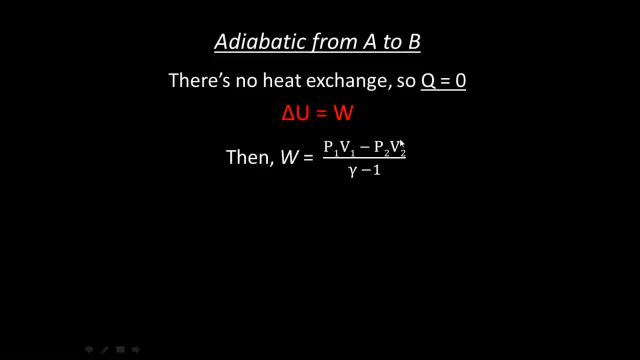 Adiabatic from A to B
There's no heat exchange, so Q = 0
ΔU = W
Then, W = P₁V₁ − P₂V₂
γ −1